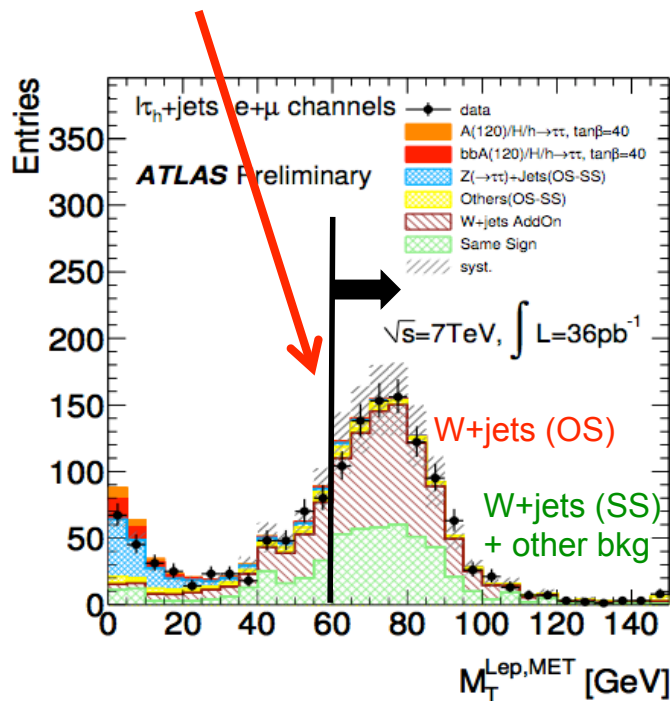 lτh+jets e+μ channels
ATLAS Preliminary
data
A(120)/H/h→ττ, tanβ=40
bbA(120)/H/h→ττ, tanβ=40
Z(→ττ)+Jets(OS-SS)
Others(OS-SS)
W+jets AddOn
Same Sign
syst.
√s=7TeV, ∫ L=36pb⁻¹
W+jets (OS)
W+jets (SS)
+ other bkg
Entries
350
300
250
200
150
100
50
0
0 20 40 60 80 100 120 140
M_T^Lep,MET [GeV]